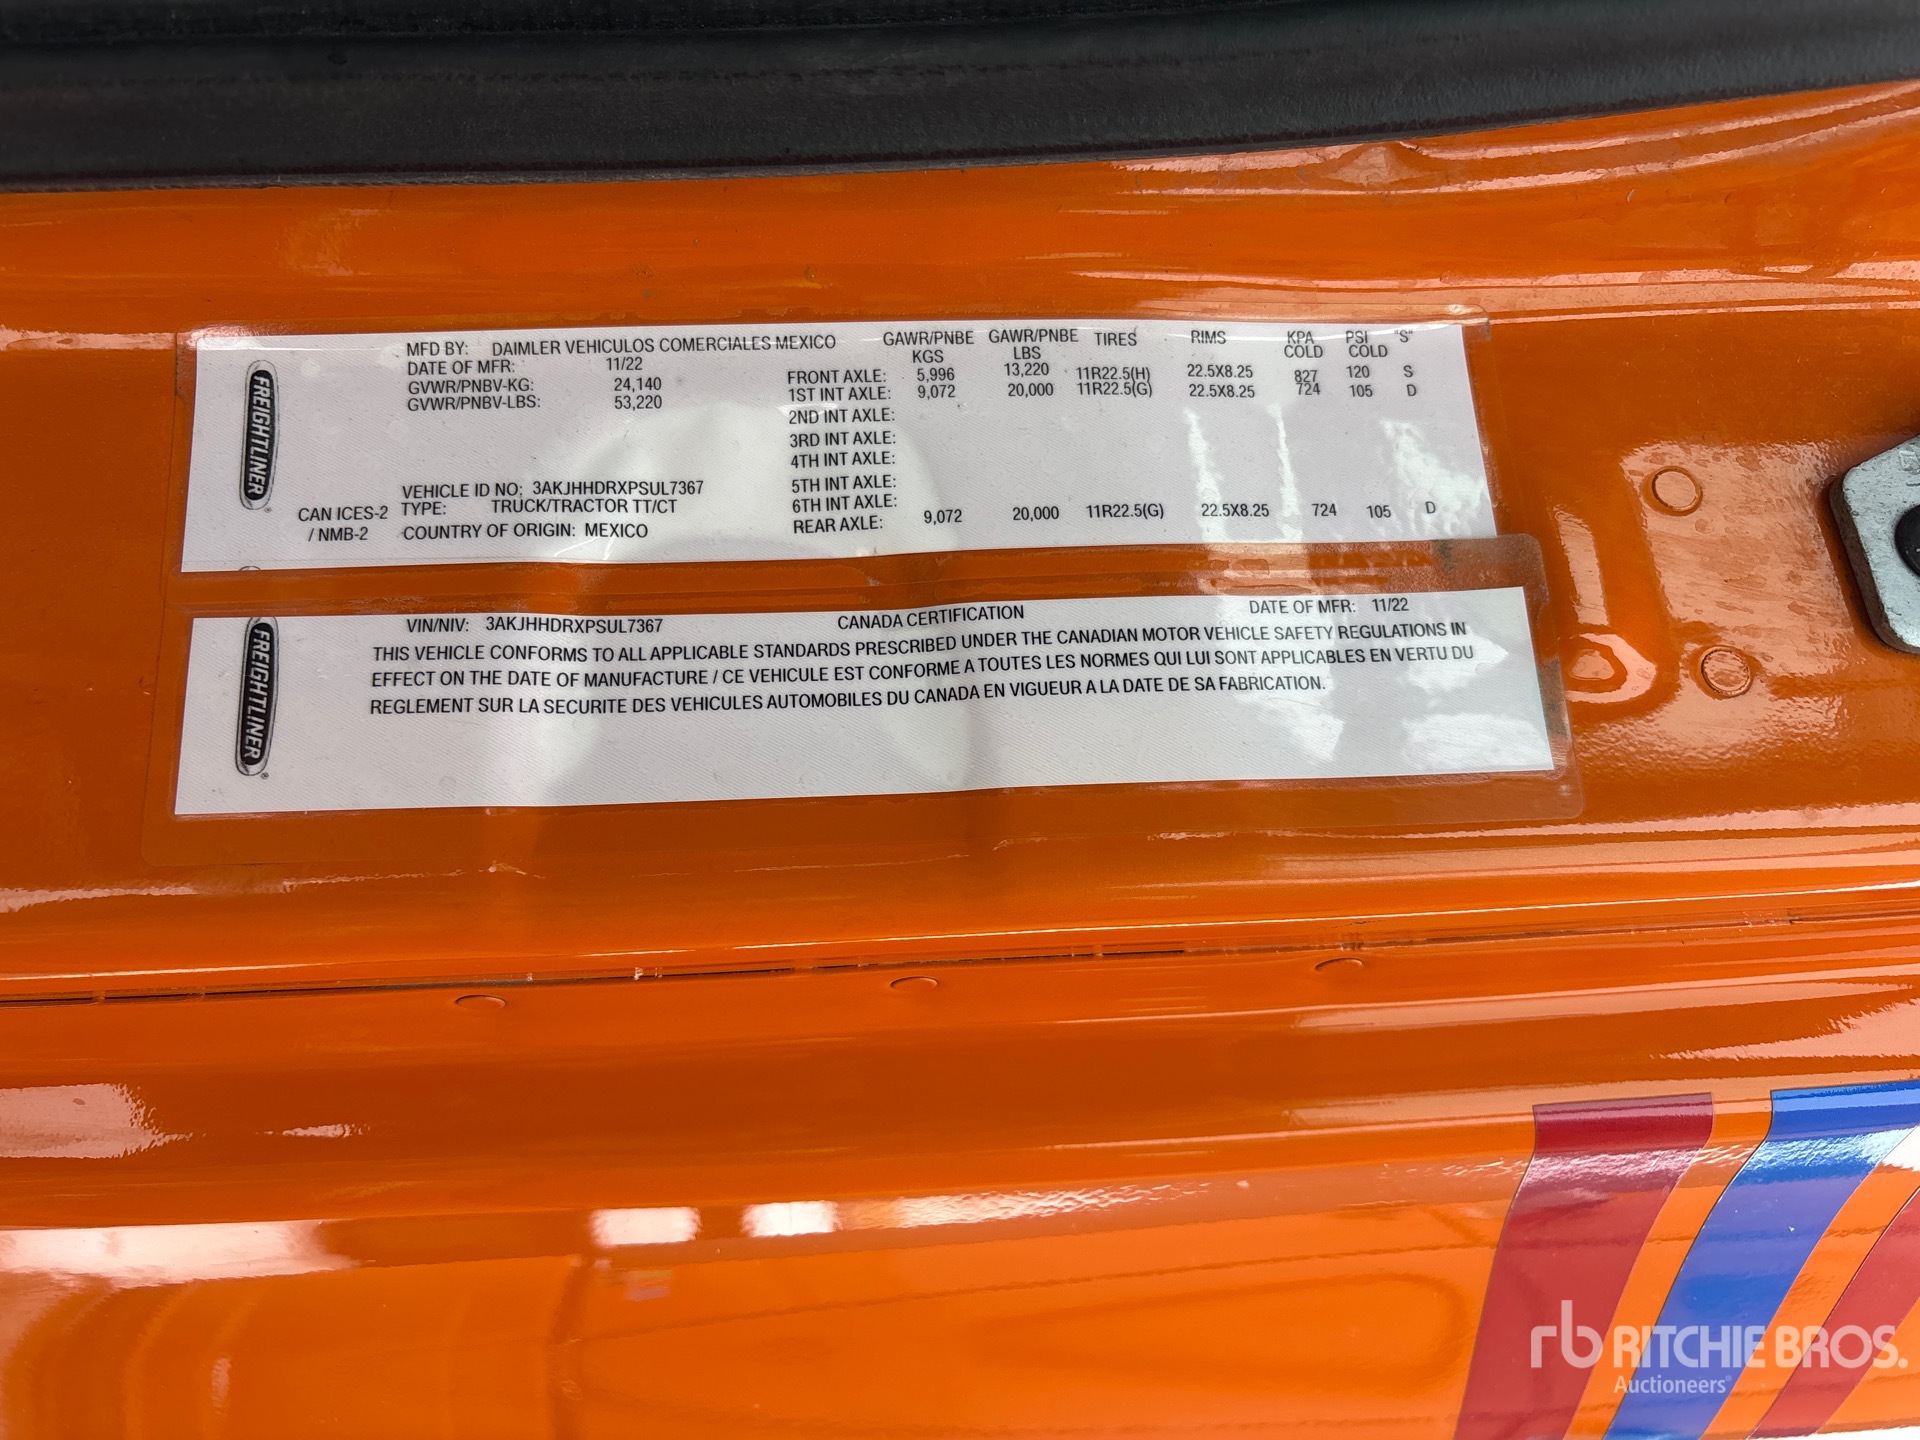 MFD BY: DAIMLER VEHICULOS COMERCIALES MEXICO
DATE OF MFR: 11/22
GVWR/PNBV-KG: 24,140
GVWR/PNBV-LBS: 53,220
GAWR/PNBE KGS GAWR/PNBE LBS TIRES RIMS KPA COLD PSI COLD "S"
FRONT AXLE: 5,996 13,220 11R22.5(H) 22.5X8.25 827 120 S
1ST INT AXLE: 9,072 20,000 11R22.5(G) 22.5X8.25 724 105 D
2ND INT AXLE:
3RD INT AXLE:
4TH INT AXLE:
5TH INT AXLE:
6TH INT AXLE:
REAR AXLE: 9,072 20,000 11R22.5(G) 22.5X8.25 724 105 D
FREIGHTLINER®
VEHICLE ID NO: 3AKJHHDRXPSUL7367
CAN ICES-2 TYPE: TRUCK/TRACTOR TT/CT
/ NMB-2 COUNTRY OF ORIGIN: MEXICO
FREIGHTLINER®
VIN/NIV: 3AKJHHDRXPSUL7367 CANADA CERTIFICATION DATE OF MFR: 11/22
THIS VEHICLE CONFORMS TO ALL APPLICABLE STANDARDS PRESCRIBED UNDER THE CANADIAN MOTOR VEHICLE SAFETY REGULATIONS IN
EFFECT ON THE DATE OF MANUFACTURE / CE VEHICULE EST CONFORME A TOUTES LES NORMES QUI LUI SONT APPLICABLES EN VERTU DU
REGLEMENT SUR LA SECURITE DES VEHICULES AUTOMOBILES DU CANADA EN VIGUEUR A LA DATE DE SA FABRICATION.
rb RITCHIE BROS.
Auctioneers